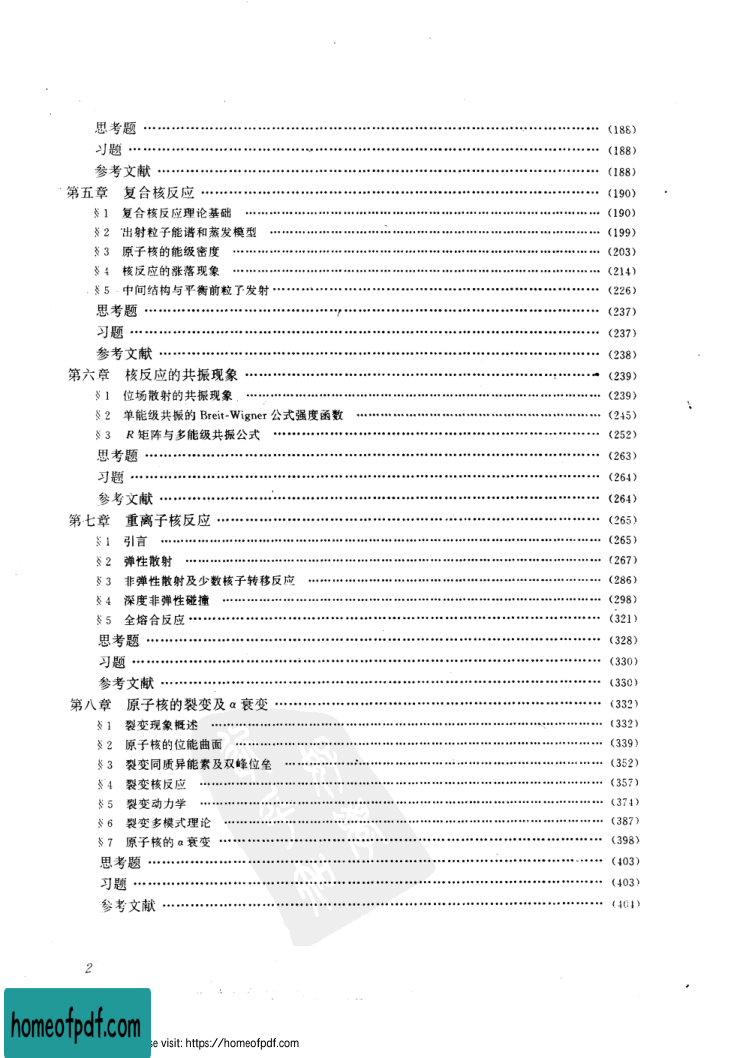 思考题 (188)
习题 (188)
参考文献 (188)
第五章 复合核反应 (190)
§1 复合核反应理论基础 (190)
§2 出射粒子能谱和蒸发模型 (199)
§3 原子核的能级密度 (203)
§4 核反应的涨落现象 (214)
§5 中间结构与平衡前粒子发射 (226)
思考题 (237)
习题 (237)
参考文献 (238)
第六章 核反应的共振现象 (239)
§1 位场散射的共振现象 (239)
§2 单能级共振的 Breit-Wigner 公式强度函数 (245)
§3 R 矩阵与多能级共振公式 (252)
思考题 (263)
习题 (264)
参考文献 (264)
第七章 重离子核反应 (265)
§1 引言 (265)
§2 弹性散射 (267)
§3 非弹性散射及少数核子转移反应 (286)
§4 深度非弹性碰撞 (298)
§5 全熔合反应 (321)
思考题 (328)
习题 (330)
参考文献 (330)
第八章 原子核的裂变及 α 衰变 (332)
§1 裂变现象概述 (332)
§2 原子核的位能曲面 (339)
§3 裂变同质异能素及双峰位垒 (352)
§4 裂变核反应 (357)
§5 裂变动力学 (374)
§6 裂变多模式理论 (387)
§7 原子核的 α 衰变 (398)
思考题 (403)
习题 (403)
参考文献 (404)
2
homeofpdf.com
se visit: https://homeofpdf.com